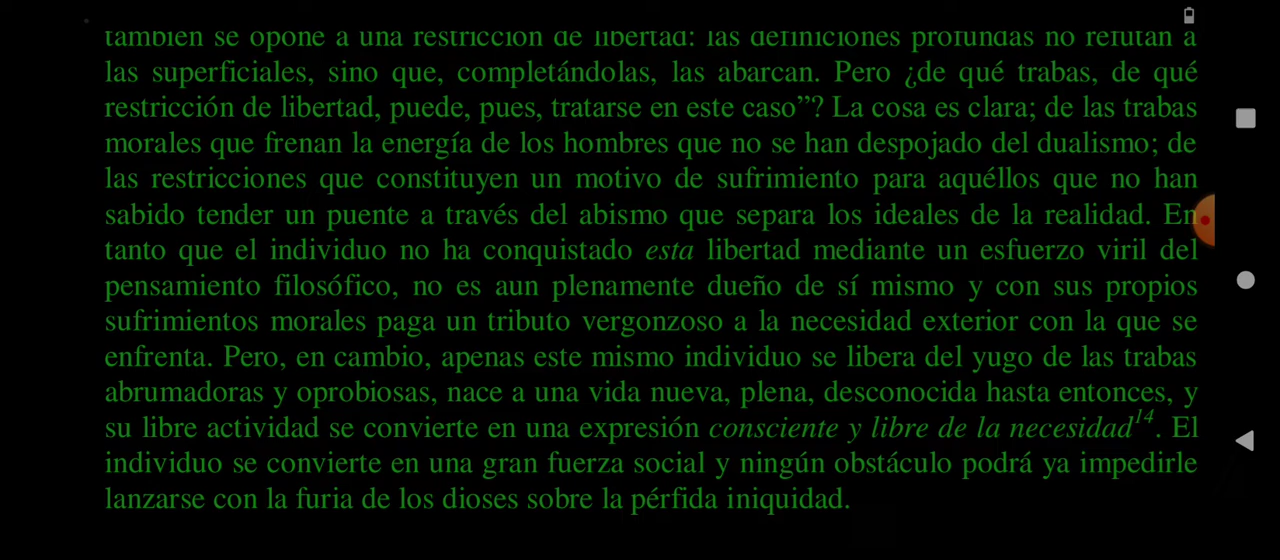 también se opone a una restricción de libertad: las definiciones profundas no refutan a
las superficiales, sino que, completándolas, las abarcan. Pero ¿de qué trabas, de qué
restricción de libertad, puede, pues, tratarse en este caso”? La cosa es clara; de las trabas
morales que frenan la energía de los hombres que no se han despojado del dualismo; de
las restricciones que constituyen un motivo de sufrimiento para aquéllos que no han
sabido tender un puente a través del abismo que separa los ideales de la realidad. En
tanto que el individuo no ha conquistado esta libertad mediante un esfuerzo viril del
pensamiento filosófico, no es aun plenamente dueño de sí mismo y con sus propios
sufrimientos morales paga un tributo vergonzoso a la necesidad exterior con la que se
enfrenta. Pero, en cambio, apenas este mismo individuo se libera del yugo de las trabas
abrumadoras y oprobiosas, nace a una vida nueva, plena, desconocida hasta entonces, y
su libre actividad se convierte en una expresión consciente y libre de la necesidad14. El
individuo se convierte en una gran fuerza social y ningún obstáculo podrá ya impedirle
lanzarse con la furia de los dioses sobre la pérfida iniquidad.